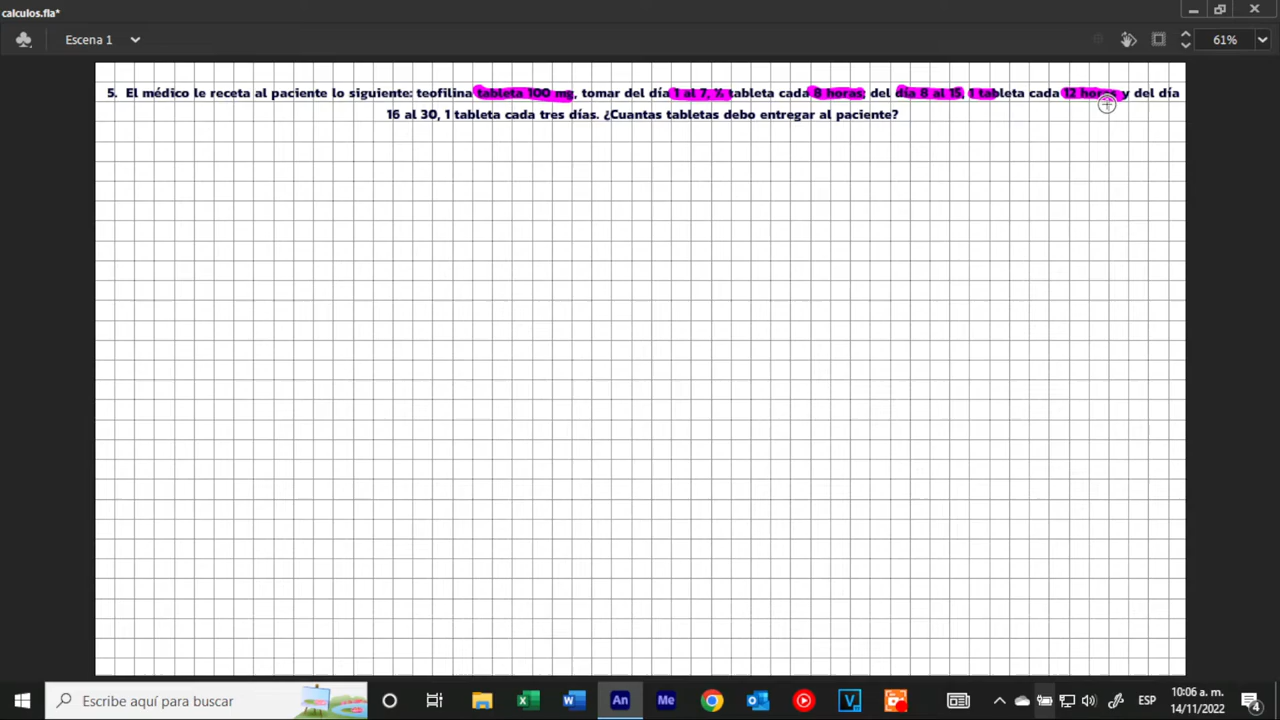 calculos.fla*
Escena 1
61%
5. El médico le receta al paciente lo siguiente: teofilina tableta 100 mg, tomar del día 1 al 7, ½ tableta cada 8 horas; del día 8 al 15, 1 tableta cada 12 horas y del día
16 al 30, 1 tableta cada tres días. ¿Cuantas tabletas debo entregar al paciente?
Escribe aquí para buscar
An
Me
ESP
10:06 a. m.
14/11/2022
4